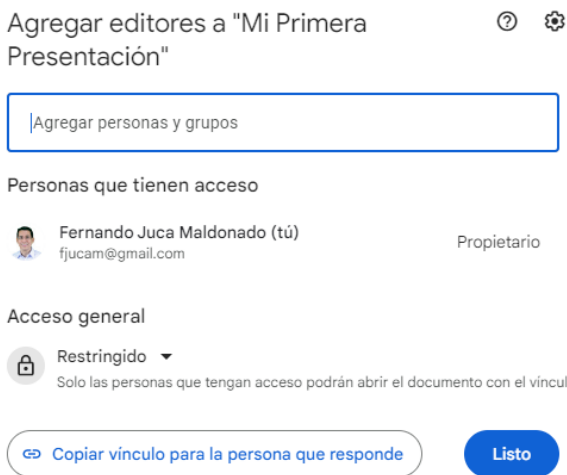 Agregar editores a "Mi Primera
Presentación"
Agregar personas y grupos
Personas que tienen acceso
Fernando Juca Maldonado (tú)
fjucam@gmail.com
Propietario
Acceso general
Restringido
Solo las personas que tengan acceso podrán abrir el documento con el víncul
Copiar vínculo para la persona que responde
Listo